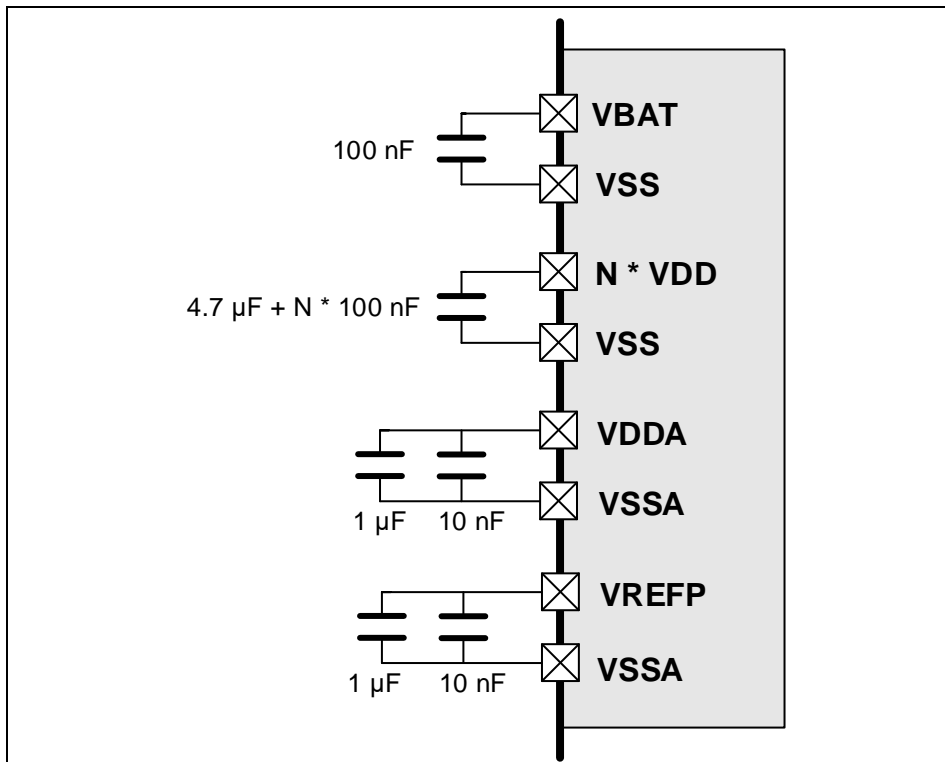 VBAT
100 nF
VSS
N * VDD
4.7 µF + N * 100 nF
VSS
VDDA
VSSA
1 µF 10 nF
VREFP
VSSA
1 µF 10 nF